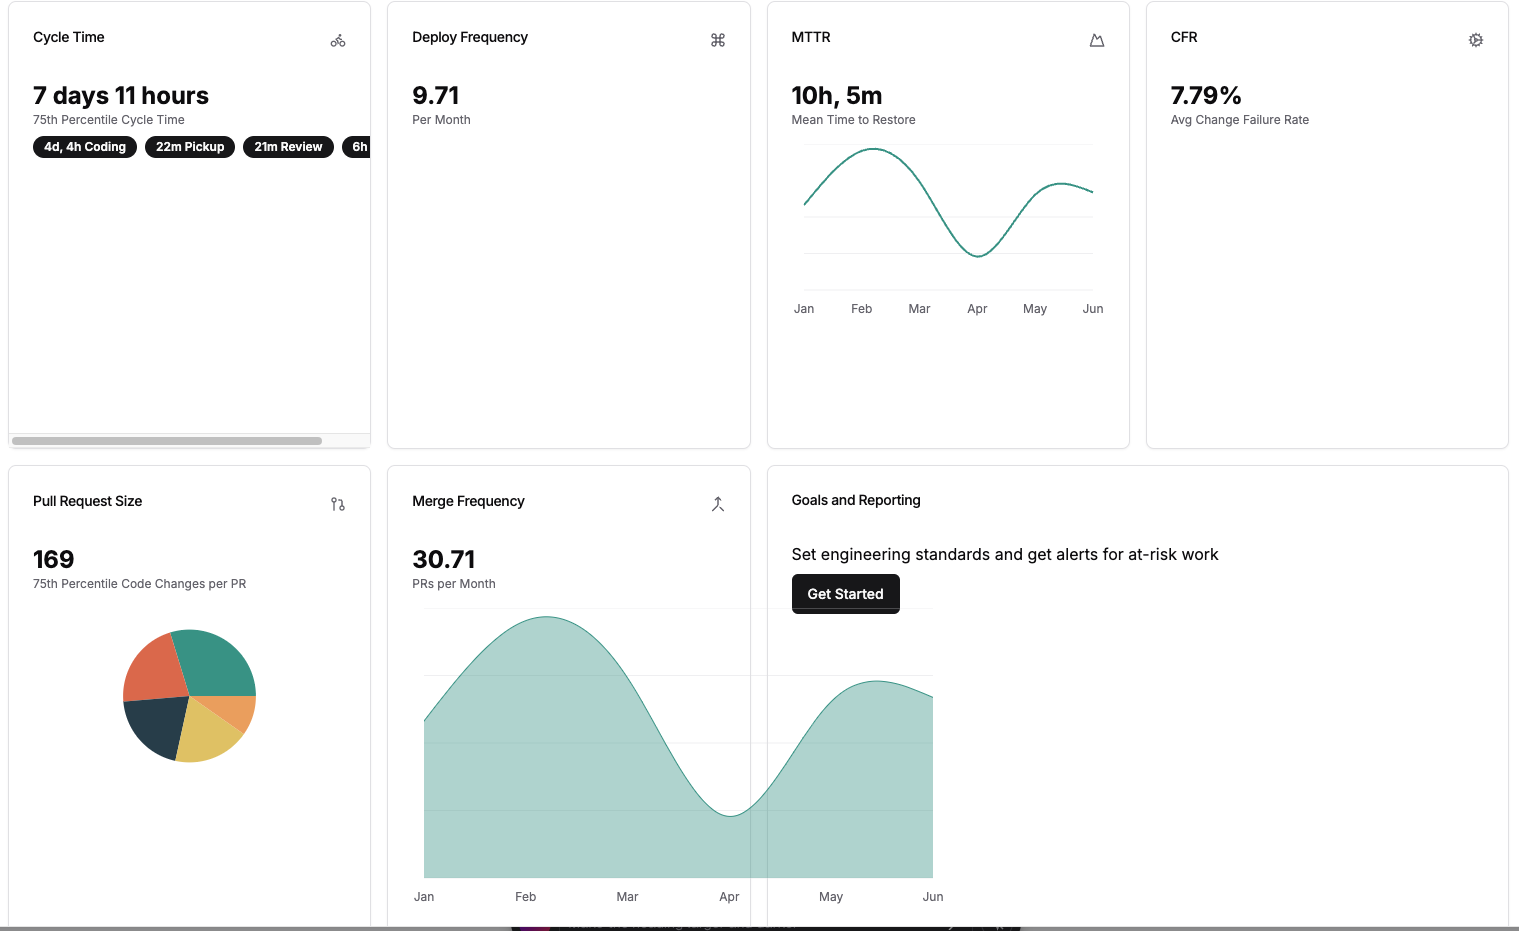 Cycle Time
7 days 11 hours
75th Percentile Cycle Time
4d, 4h Coding
22m Pickup
21m Review
6h
Deploy Frequency
9.71
Per Month
MTTR
10h, 5m
Mean Time to Restore
Jan Feb Mar Apr May Jun
CFR
7.79%
Avg Change Failure Rate
Pull Request Size
169
75th Percentile Code Changes per PR
Merge Frequency
30.71
PRs per Month
Jan Feb Mar Apr May Jun
Goals and Reporting
Set engineering standards and get alerts for at-risk work
Get Started